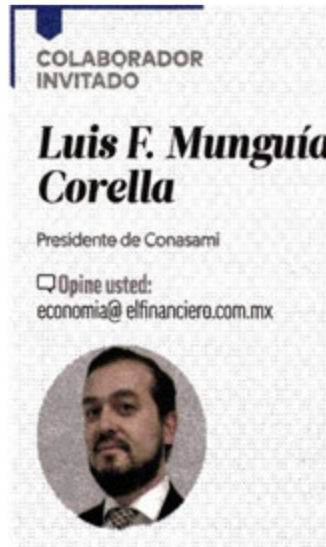 COLABORADOR
INVITADO
Luis F. Munguía
Corella
Presidente de Conasami
Opine usted:
economia@ elfinanciero.com.mx